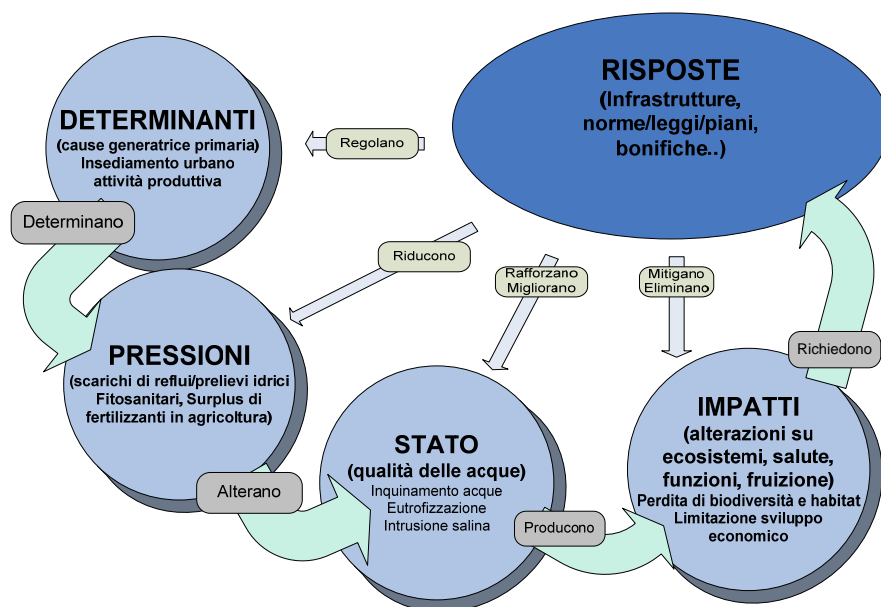 DETERMINANTI
(cause generatrice primaria)
Insediamento urbano
attività produttiva
RISPOSTE
(Infrastrutture,
norme/leggi/piani,
bonifiche..)
Regolano
Determinano
Riducono
Rafforzano
Migliorano
Mitigano
Eliminano
PRESSIONI
(scarichi di reflui/prelievi idrici
Fitosanitari, Surplus di
fertilizzanti in agricoltura)
Richiedono
STATO
(qualità delle acque)
Inquinamento acque
Eutrofizzazione
Intrusione salina
IMPATTI
(alterazioni su
ecosistemi, salute,
funzioni, fruizione)
Perdita di biodiversità e habitat
Limitazione sviluppo
economico
Alterano
Producono